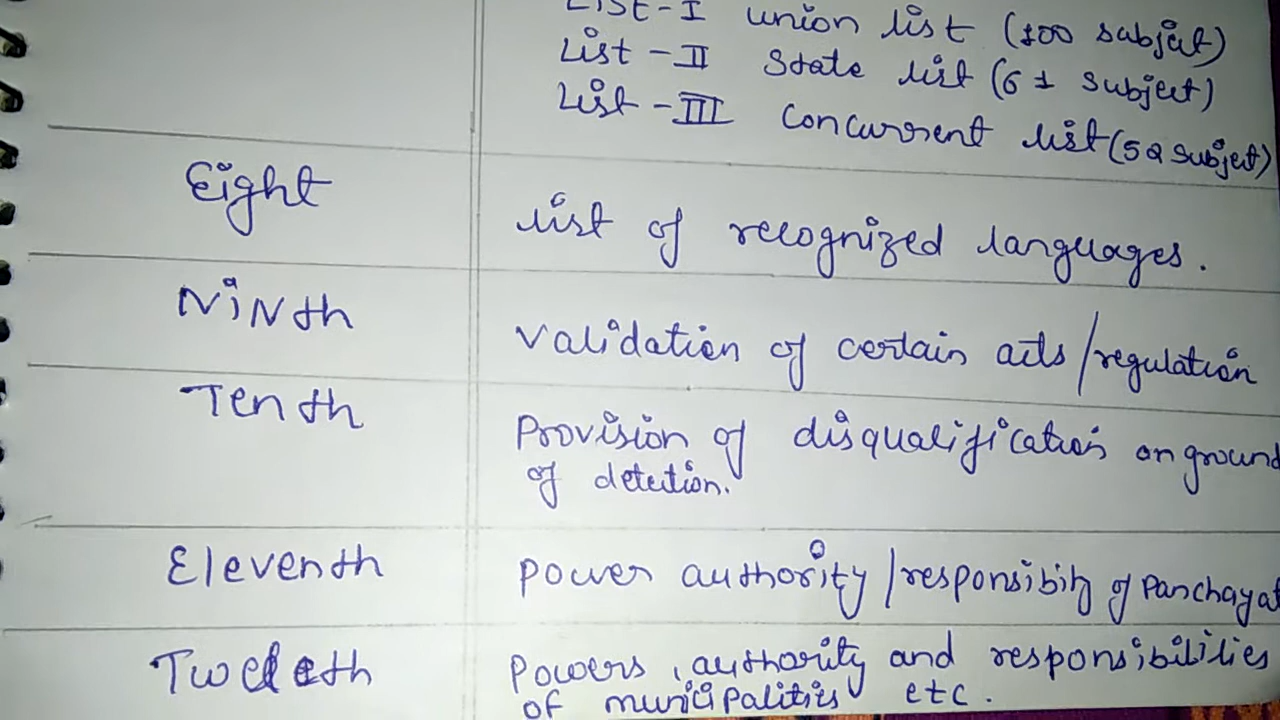 LIST-I union list (100 subject)
List - II State list (61 subject)
List - III Concurrent list (52 subject)
Eight
list of recognized languages.
NiNth
Validation of certain acts/regulation
Tenth
Provision of disqualification on ground
of detection.
Eleventh
Power authority/responsibity of Panchayat
Tweleth
Powers, authority and responsibilities
of municipalities etc.